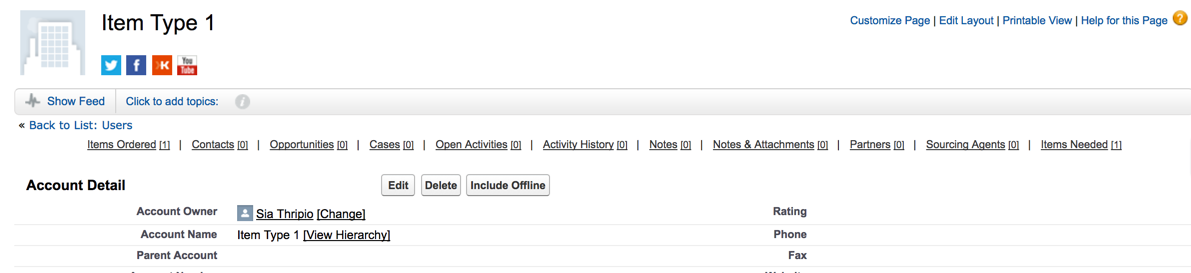 Item Type 1
Customize Page | Edit Layout | Printable View | Help for this Page ?
You Tube
Show Feed Click to add topics: i
« Back to List: Users
Items Ordered [1] | Contacts [0] | Opportunities [0] | Cases [0] | Open Activities [0] | Activity History [0] | Notes [0] | Notes & Attachments [0] | Partners [0] | Sourcing Agents [0] | Items Needed [1]
Account Detail Edit Delete Include Offline
Account Owner Sia Thripio [Change] Rating
Account Name Item Type 1 [View Hierarchy] Phone
Parent Account Fax